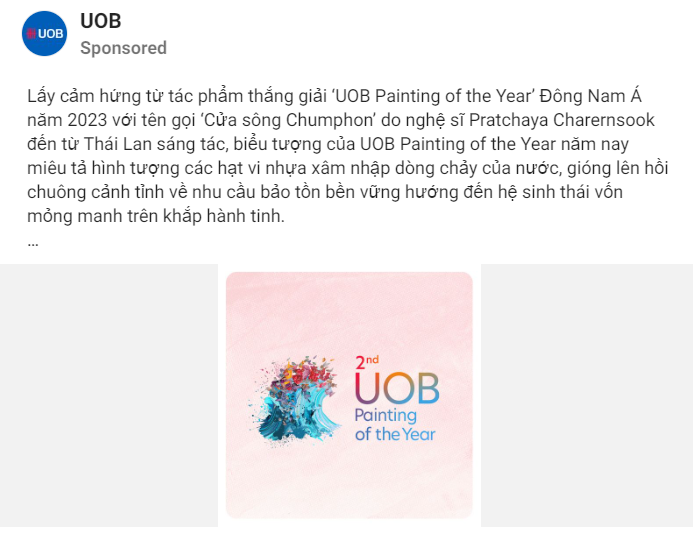 UOB
UOB
Sponsored
Lấy cảm hứng từ tác phẩm thắng giải ‘UOB Painting of the Year’ Đông Nam Á
năm 2023 với tên gọi ‘Cửa sông Chumphon’ do nghệ sĩ Pratchaya Charernsook
đến từ Thái Lan sáng tác, biểu tượng của UOB Painting of the Year năm nay
miêu tả hình tượng các hạt vi nhựa xâm nhập dòng chảy của nước, gióng lên hồi
chuông cảnh tỉnh về nhu cầu bảo tồn bền vững hướng đến hệ sinh thái vốn
mỏng manh trên khắp hành tinh.
...
2nd
UOB
Painting
of the Year